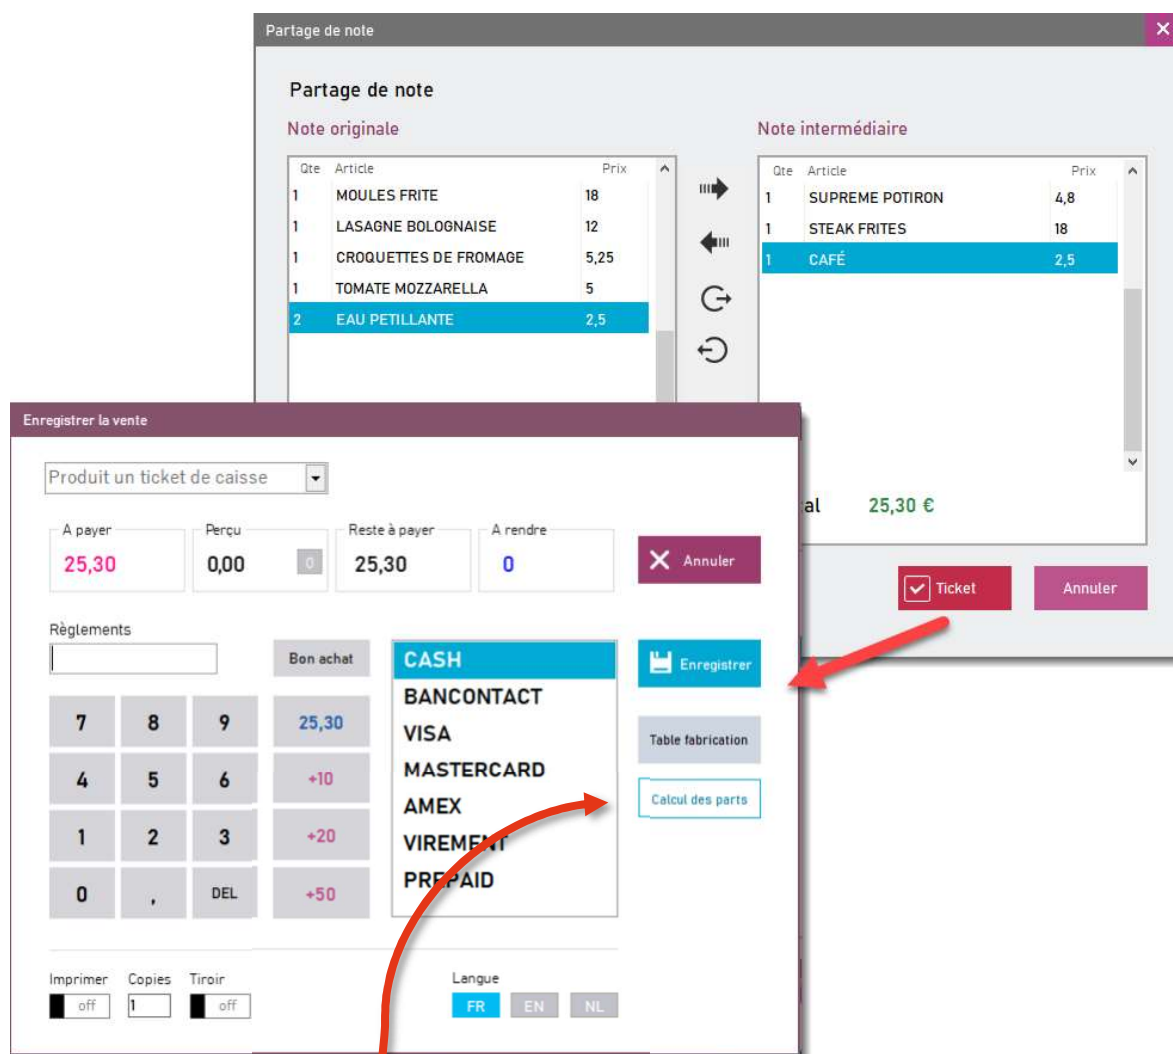 Partage de note
Partage de note
Note originale
Note intermédiaire
Qte Article Prix
1 MOULES FRITE 18
1 LASAGNE BOLOGNAISE 12
1 CROQUETTES DE FROMAGE 5,25
1 TOMATE MOZZARELLA 5
2 EAU PETILLANTE 2,5
Qte Article Prix
1 SUPREME POTIRON 4,8
1 STEAK FRITES 18
1 CAFÉ 2,5
al 25,30 €
Ticket
Annuler
Enregistrer la vente
Produit un ticket de caisse
A payer Perçu Reste à payer A rendre
25,30 0,00 0 25,30 0
Annuler
Règlements
Bon achat
CASH
Enregistrer
BANCONTACT
7 8 9 25,30
VISA
Table fabrication
4 5 6 +10
MASTERCARD
AMEX
Calcul des parts
1 2 3 +20
VIREMENT
PREPAID
0 , DEL +50
Imprimer Copies Tiroir
off 1 off
Langue
FR EN NL